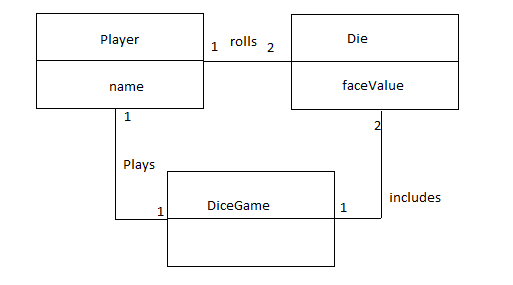 Player
1 rolls 2
Die
name
faceValue
1
2
Plays
includes
1
DiceGame
1